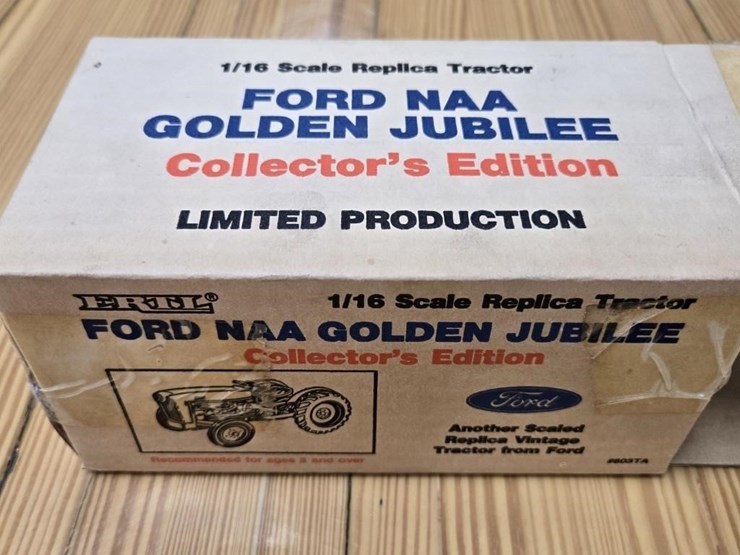 1/16 Scale Replica Tractor
FORD NAA
GOLDEN JUBILEE
Collector's Edition
LIMITED PRODUCTION
ERTL®
1/16 Scale Replica Tractor
FORD NAA GOLDEN JUBILEE
Collector's Edition
Ford
Another Scaled
Replica Vintage
Tractor from Ford
Recommended for ages 3 and over
#803TA